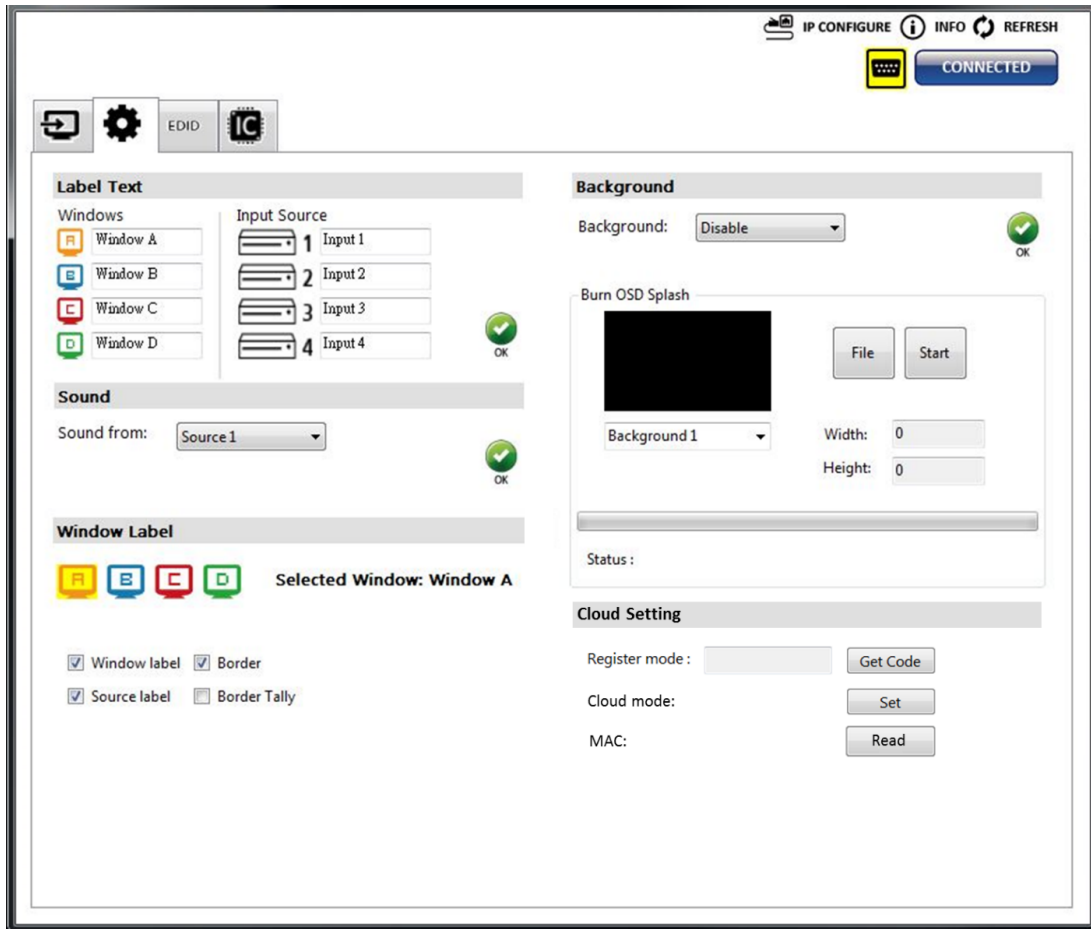 IP CONFIGURE INFO REFRESH
CONNECTED
EDID IC
Label Text
Windows Input Source
A Window A 1 Input 1
B Window B 2 Input 2
C Window C 3 Input 3
D Window D 4 Input 4
OK
Sound
Sound from: Source 1
OK
Window Label
A B C D Selected Window: Window A
Window label Border
Source label Border Tally
Background
Background: Disable
OK
Burn OSD Splash
File Start
Background 1 Width: 0
Height: 0
Status :
Cloud Setting
Register mode : Get Code
Cloud mode: Set
MAC: Read